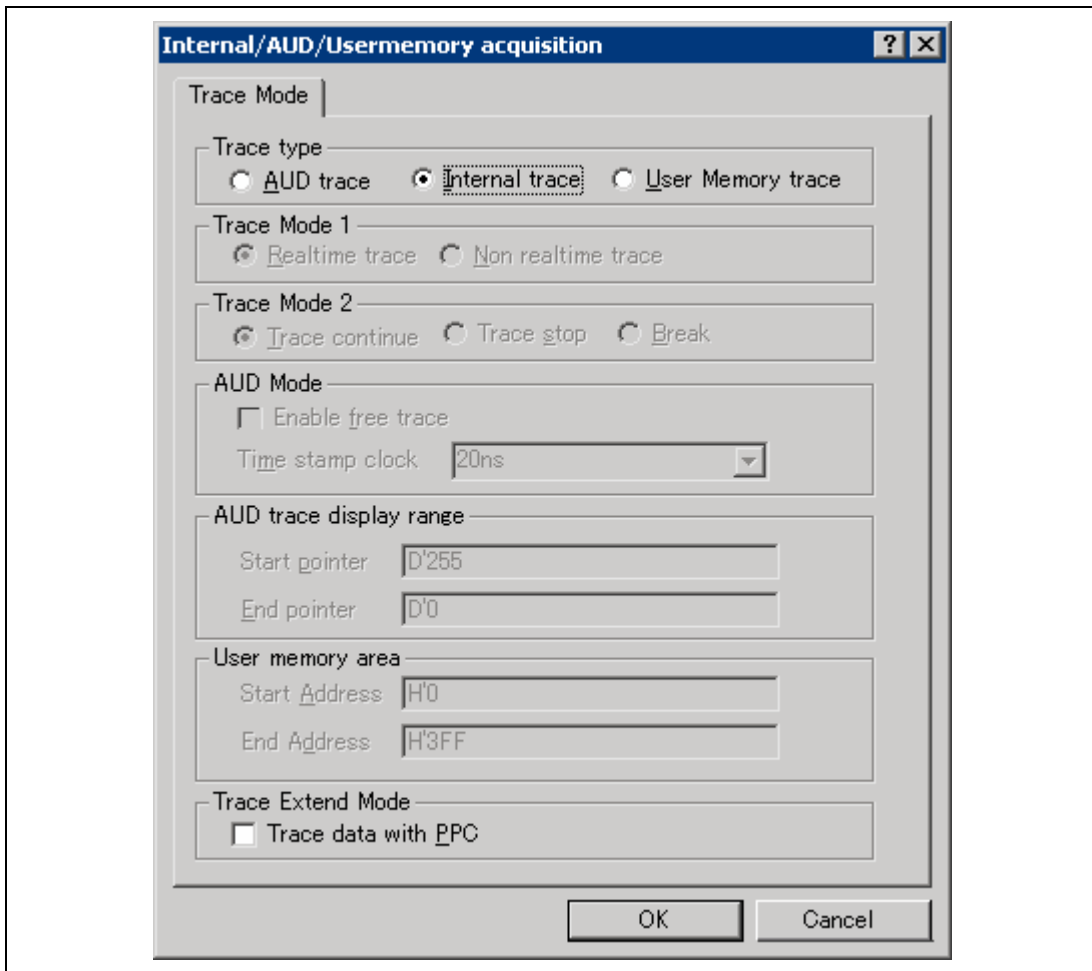 Internal/AUD/Usermemory acquisition
Trace Mode
Trace type
AUD trace Internal trace User Memory trace
Trace Mode 1
Realtime trace Non realtime trace
Trace Mode 2
Trace continue Trace stop Break
AUD Mode
Enable free trace
Time stamp clock 20ns
AUD trace display range
Start pointer D'255
End pointer D'0
User memory area
Start Address H'0
End Address H'3FF
Trace Extend Mode
Trace data with PPC
OK Cancel